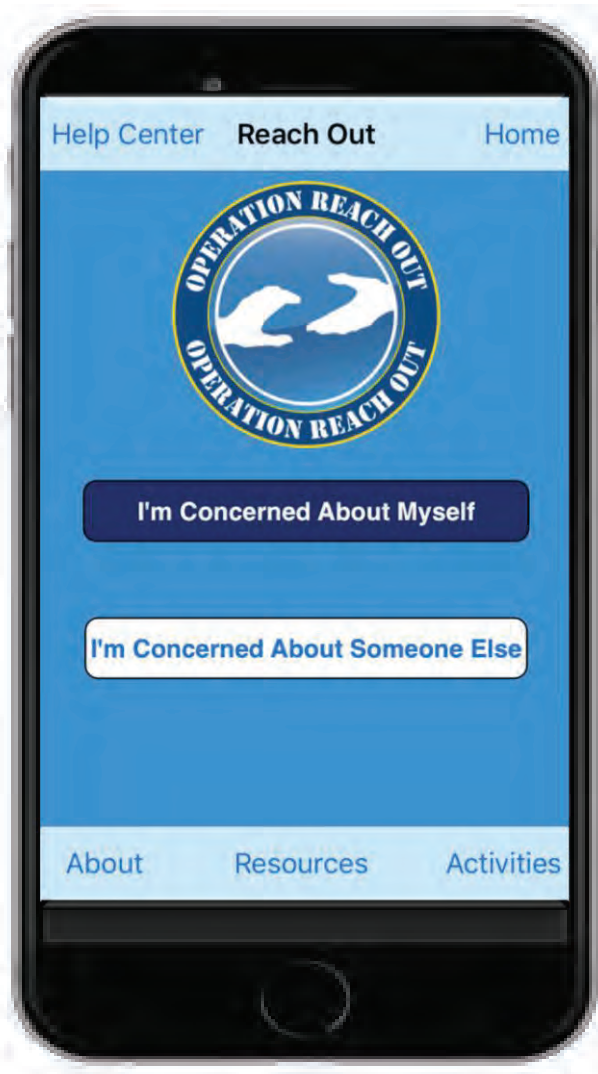 Help Center Reach Out Home
OPERATION REACH OUT
OPERATION REACH OUT
I'm Concerned About Myself
I'm Concerned About Someone Else
About Resources Activities